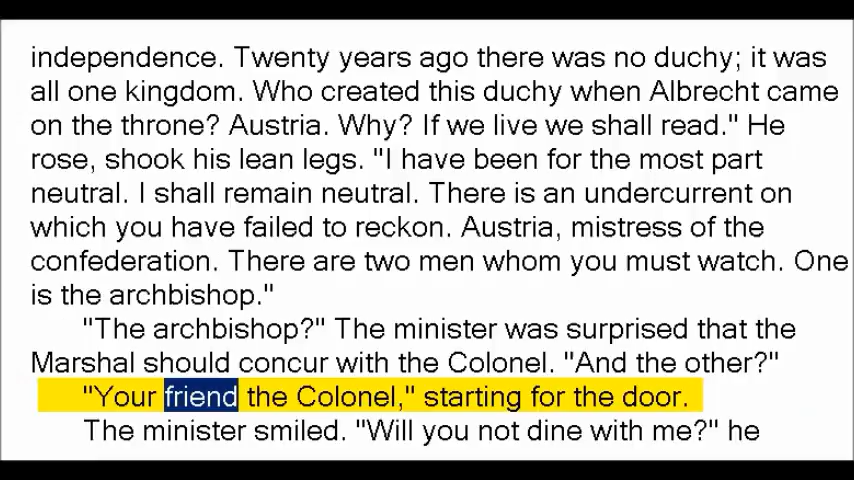 independence. Twenty years ago there was no duchy; it was
all one kingdom. Who created this duchy when Albrecht came
on the throne? Austria. Why? If we live we shall read." He
rose, shook his lean legs. "I have been for the most part
neutral. I shall remain neutral. There is an undercurrent on
which you have failed to reckon. Austria, mistress of the
confederation. There are two men whom you must watch. One
is the archbishop."
"The archbishop?" The minister was surprised that the
Marshal should concur with the Colonel. "And the other?"
"Your friend the Colonel," starting for the door.
The minister smiled. "Will you not dine with me?" he